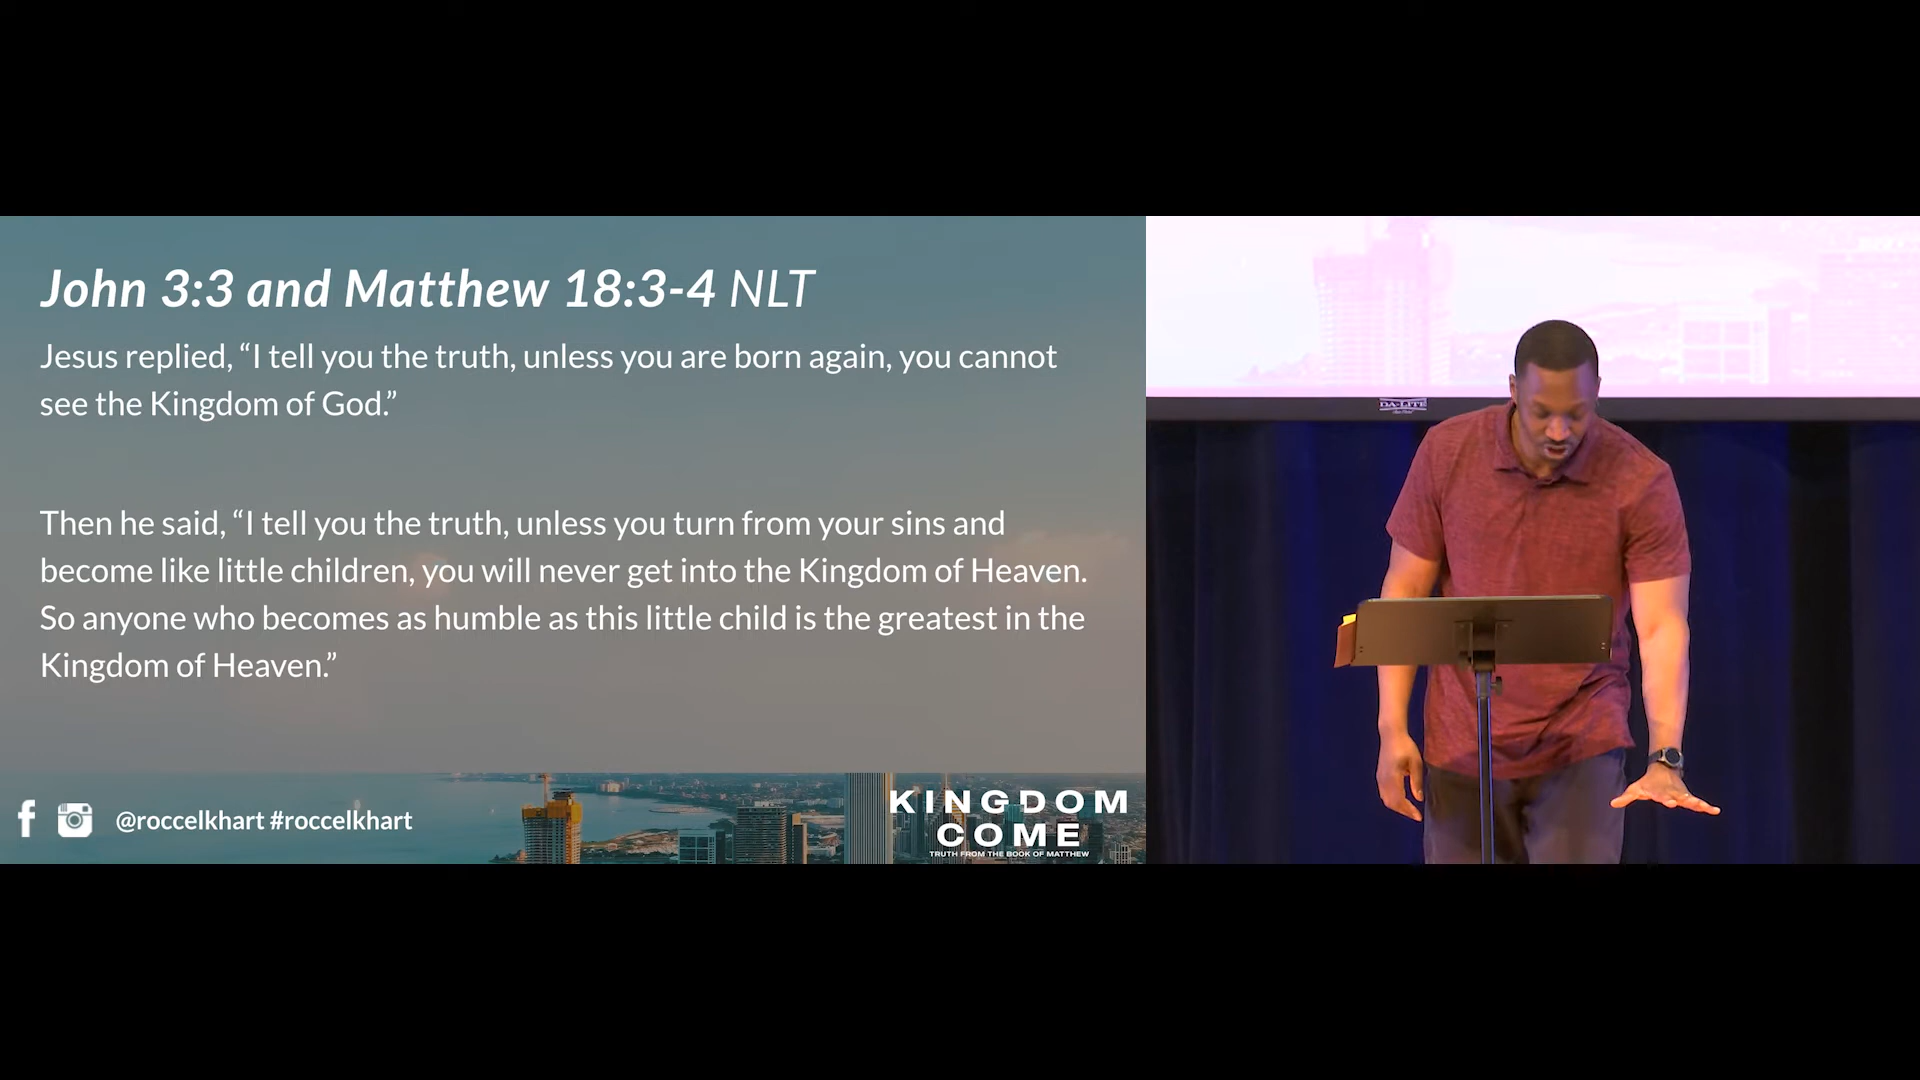 John 3:3 and Matthew 18:3-4 NLT
Jesus replied, “I tell you the truth, unless you are born again, you cannot
see the Kingdom of God.”
Then he said, “I tell you the truth, unless you turn from your sins and
become like little children, you will never get into the Kingdom of Heaven.
So anyone who becomes as humble as this little child is the greatest in the
Kingdom of Heaven.”
@roccelkhart #roccelkhart
KINGDOM
COME
TRUTH FROM THE BOOK OF MATTHEW
DA-LITE